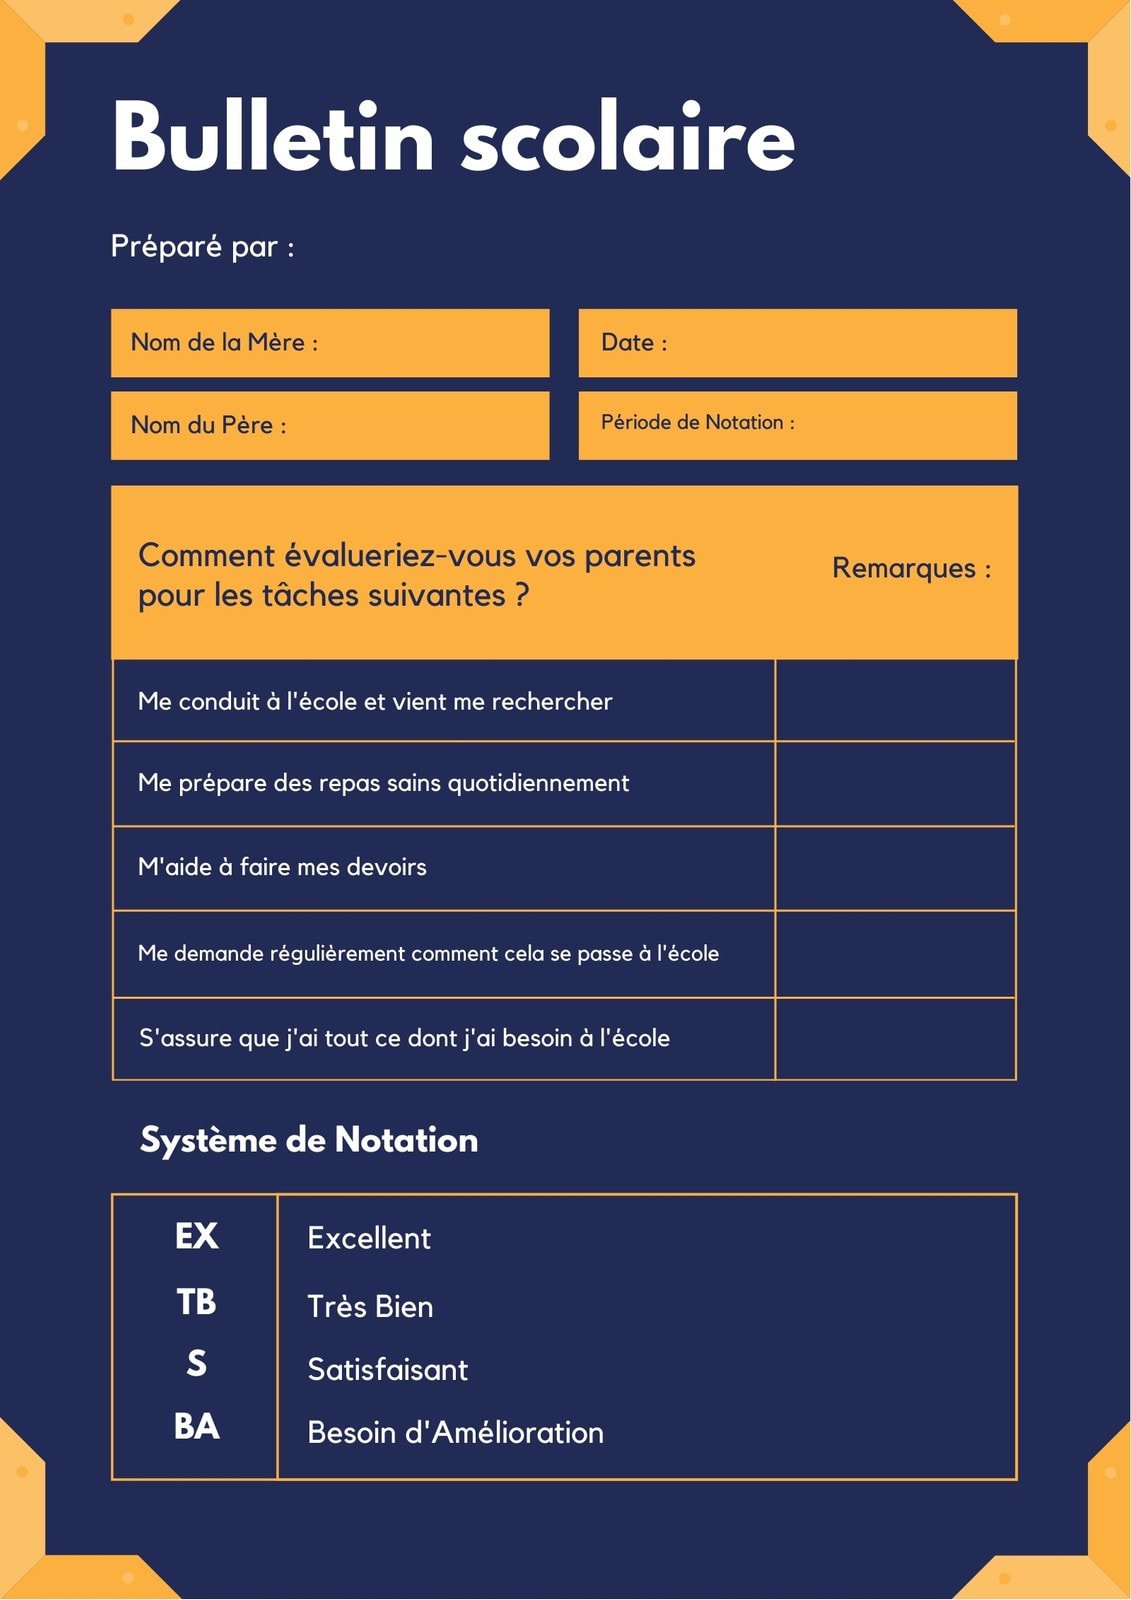 Bulletin scolaire
Préparé par :
Nom de la Mère :
Date :
Nom du Père :
Période de Notation :
Comment évalueriez-vous vos parents
pour les tâches suivantes ?
Remarques :
Me conduit à l'école et vient me rechercher
Me prépare des repas sains quotidiennement
M'aide à faire mes devoirs
Me demande régulièrement comment cela se passe à l'école
S'assure que j'ai tout ce dont j'ai besoin à l'école
Système de Notation
EX Excellent
TB Très Bien
S Satisfaisant
BA Besoin d'Amélioration